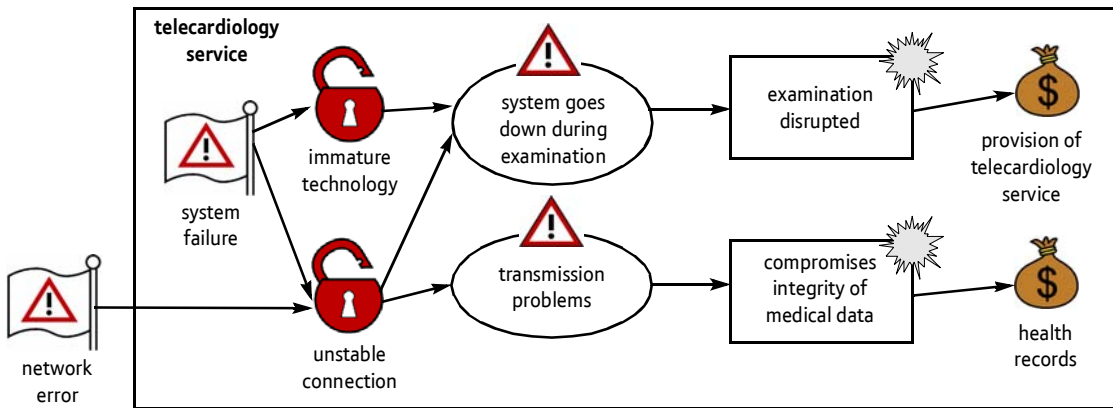 telecardiology
service
system
failure
immature
technology
system goes
down during
examination
examination
disrupted
$
provision of
telecardiology
service
network
error
unstable
connection
transmission
problems
compromises
integrity of
medical data
$
health
records